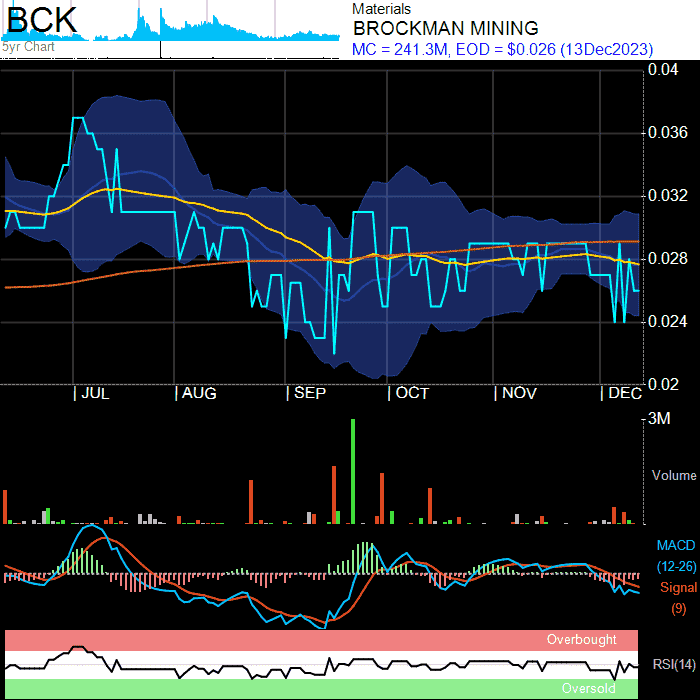 BCK
5yr Chart
Materials
BROCKMAN MINING
MC = 241.3M, EOD = $0.026 (13Dec2023)
0.04
0.036
0.032
0.028
0.024
0.02
| JUL | AUG | SEP | OCT | NOV | DEC
3M
Volume
MACD
(12-26)
Signal
(9)
Overbought
RSI(14)
Oversold